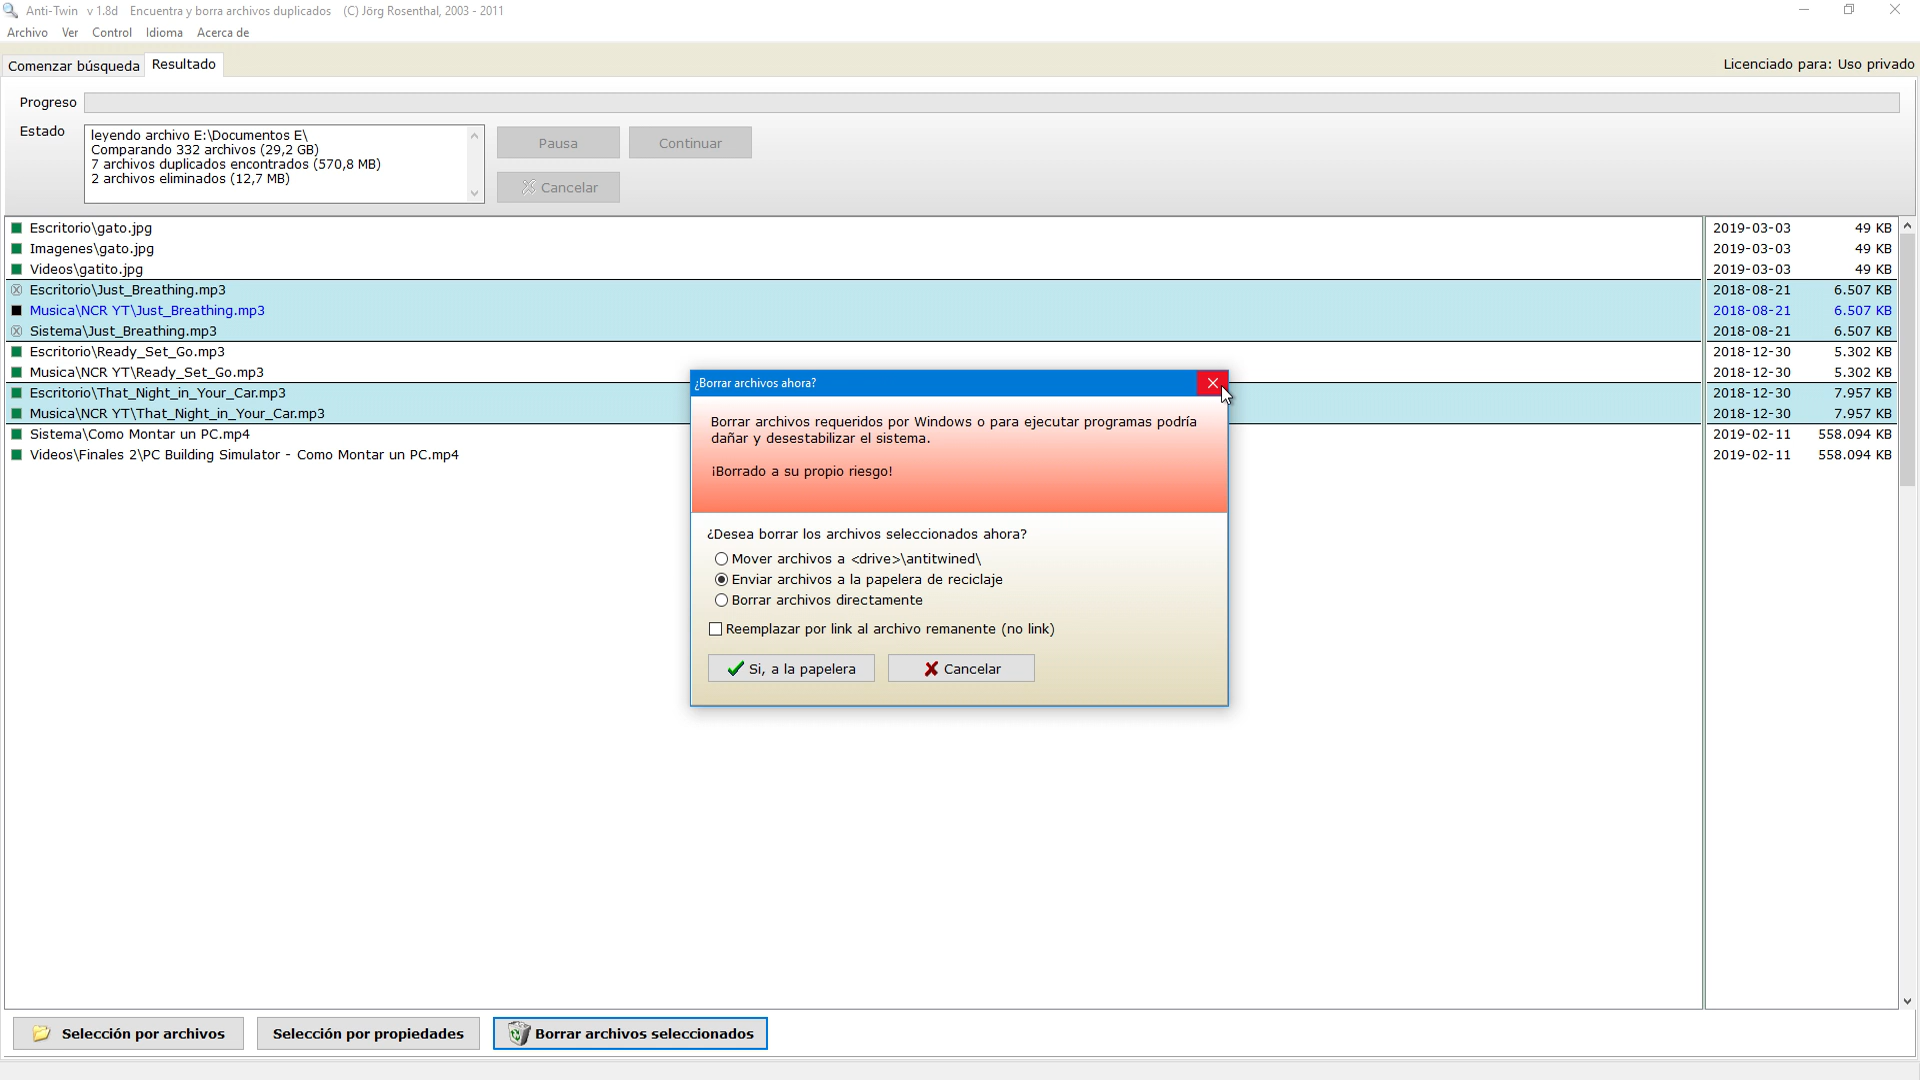 Anti-Twin v 1.8d Encuentra y borra archivos duplicados (C) Jörg Rosenthal, 2003 - 2011
Archivo Ver Control Idioma Acerca de
Comenzar búsqueda Resultado Licenciado para: Uso privado
Progreso
Estado
leyendo archivo E:\Documentos E\
Comparando 332 archivos (29,2 GB)
7 archivos duplicados encontrados (570,8 MB)
2 archivos eliminados (12,7 MB)
Pausa Continuar
Cancelar
Escritorio\gato.jpg 2019-03-03 49 KB
Imagenes\gato.jpg 2019-03-03 49 KB
Videos\gatito.jpg 2019-03-03 49 KB
Escritorio\Just_Breathing.mp3 2018-08-21 6.507 KB
Musica\NCR YT\Just_Breathing.mp3 2018-08-21 6.507 KB
Sistema\Just_Breathing.mp3 2018-08-21 6.507 KB
Escritorio\Ready_Set_Go.mp3 2018-12-30 5.302 KB
Musica\NCR YT\Ready_Set_Go.mp3 2018-12-30 5.302 KB
Escritorio\That_Night_in_Your_Car.mp3 2018-12-30 7.957 KB
Musica\NCR YT\That_Night_in_Your_Car.mp3 2018-12-30 7.957 KB
Sistema\Como Montar un PC.mp4 2019-02-11 558.094 KB
Videos\Finales 2\PC Building Simulator - Como Montar un PC.mp4 2019-02-11 558.094 KB
¿Borrar archivos ahora?
Borrar archivos requeridos por Windows o para ejecutar programas podría
dañar y desestabilizar el sistema.
¡Borrado a su propio riesgo!
¿Desea borrar los archivos seleccionados ahora?
Mover archivos a <drive>\antitwined\
Enviar archivos a la papelera de reciclaje
Borrar archivos directamente
Reemplazar por link al archivo remanente (no link)
Si, a la papelera Cancelar
Selección por archivos Selección por propiedades Borrar archivos seleccionados